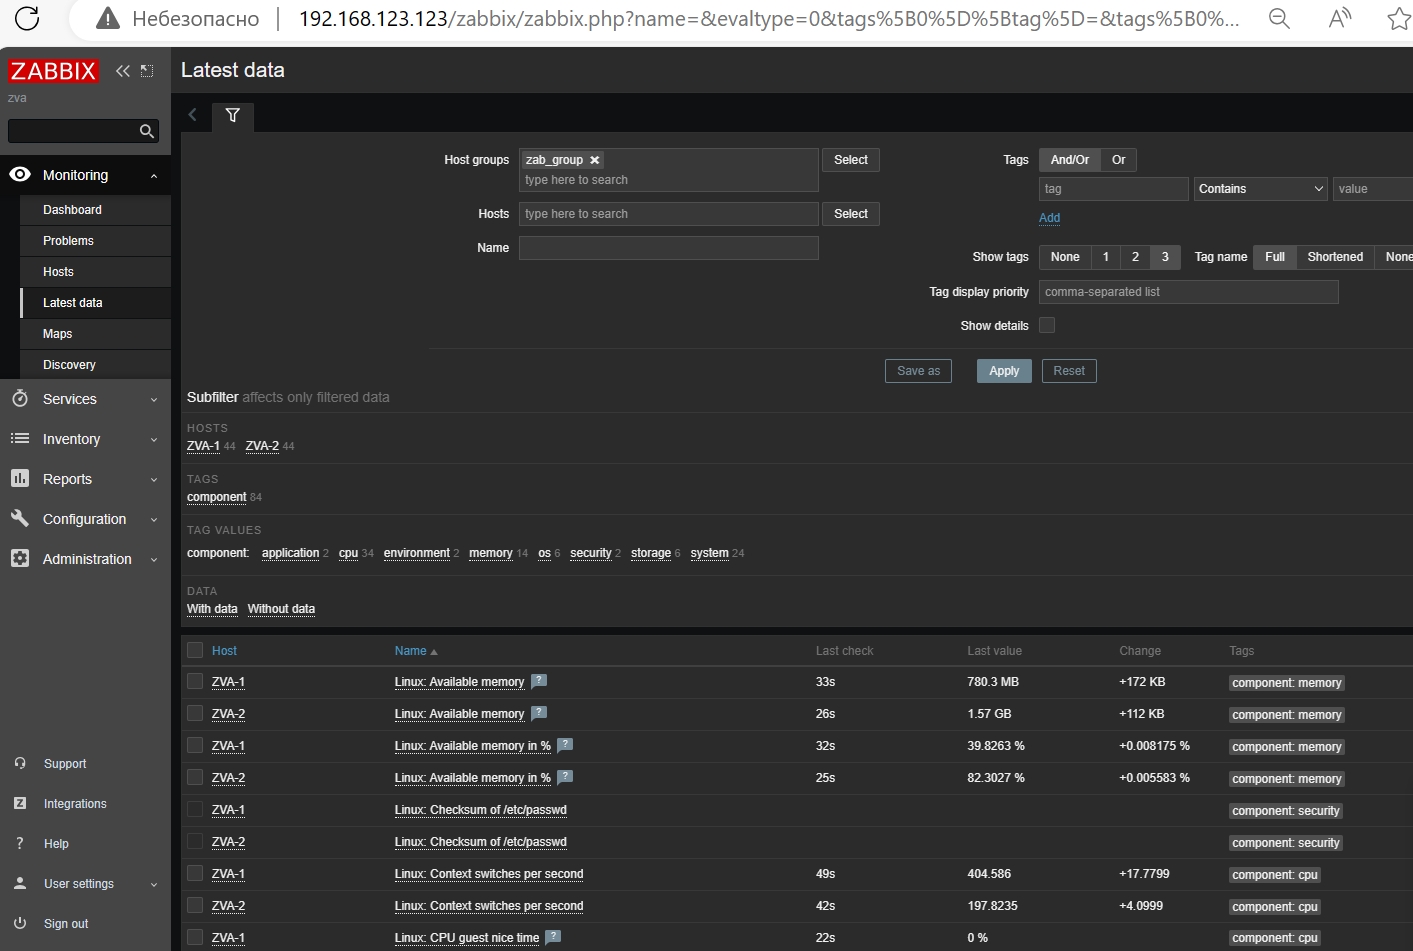 Небезопасно 192.168.123.123/zabbix/zabbix.php?name=&evaltype=0&tags%5B0%5D%5Btag%5D=&tags%5B0%...
ZABBIX
zva
Monitoring
Dashboard
Problems
Hosts
Latest data
Maps
Discovery
Services
Inventory
Reports
Configuration
Administration
Support
Integrations
Help
User settings
Sign out
Latest data
Host groups zab_group Select
type here to search
Hosts type here to search Select
Name
Tags And/Or Or
tag Contains value
Add
Show tags None 1 2 3 Tag name Full Shortened None
Tag display priority comma-separated list
Show details
Save as Apply Reset
Subfilter affects only filtered data
HOSTS
ZVA-1 44 ZVA-2 44
TAGS
component 84
TAG VALUES
component: application 2 cpu 34 environment 2 memory 14 os 6 security 2 storage 6 system 24
DATA
With data Without data
Host Name Last check Last value Change Tags
ZVA-1 Linux: Available memory ? 33s 780.3 MB +172 KB component: memory
ZVA-2 Linux: Available memory ? 26s 1.57 GB +112 KB component: memory
ZVA-1 Linux: Available memory in % ? 32s 39.8263 % +0.008175 % component: memory
ZVA-2 Linux: Available memory in % ? 25s 82.3027 % +0.005583 % component: memory
ZVA-1 Linux: Checksum of /etc/passwd component: security
ZVA-2 Linux: Checksum of /etc/passwd component: security
ZVA-1 Linux: Context switches per second 49s 404.586 +17.7799 component: cpu
ZVA-2 Linux: Context switches per second 42s 197.8235 +4.0999 component: cpu
ZVA-1 Linux: CPU guest nice time ? 22s 0 % component: cpu